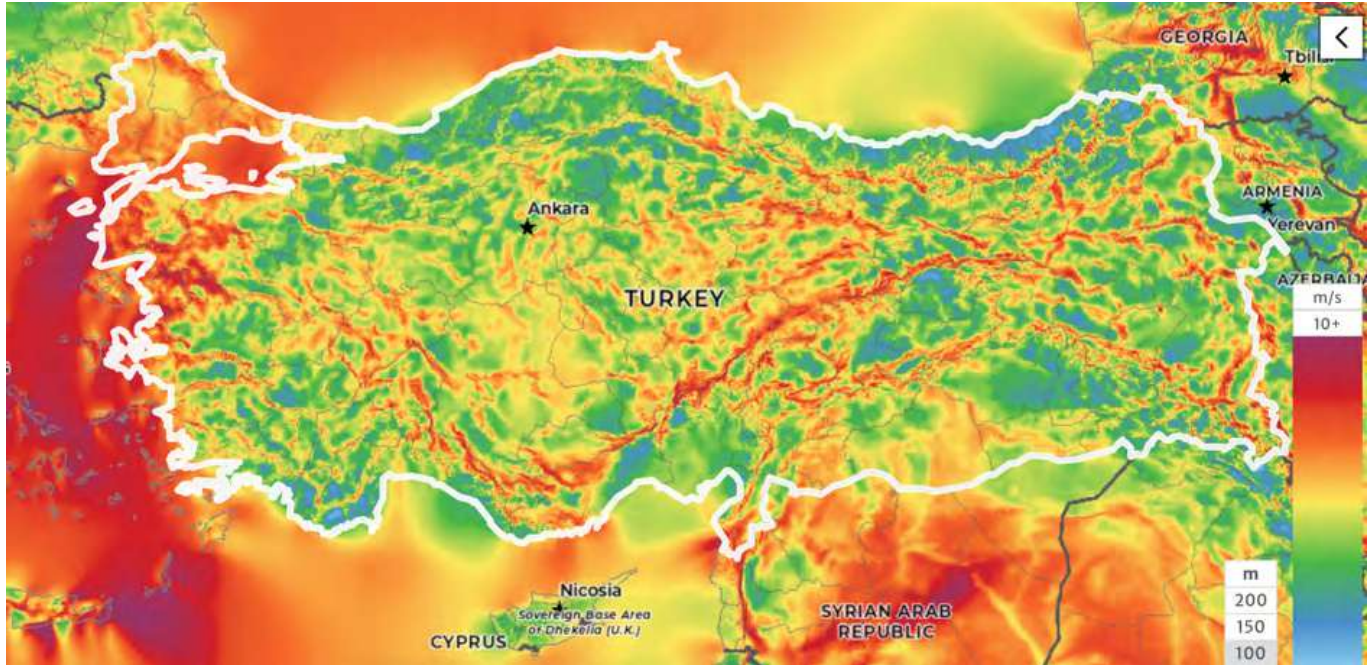 GEORGIA
Tbilisi
Ankara
ARMENIA
Yerevan
AZERBAIJA
TURKEY
m/s
10+
m
200
150
100
Nicosia
Sovereign Base Area
of Dhekelia (U.K.)
CYPRUS
SYRIAN ARAB
REPUBLIC